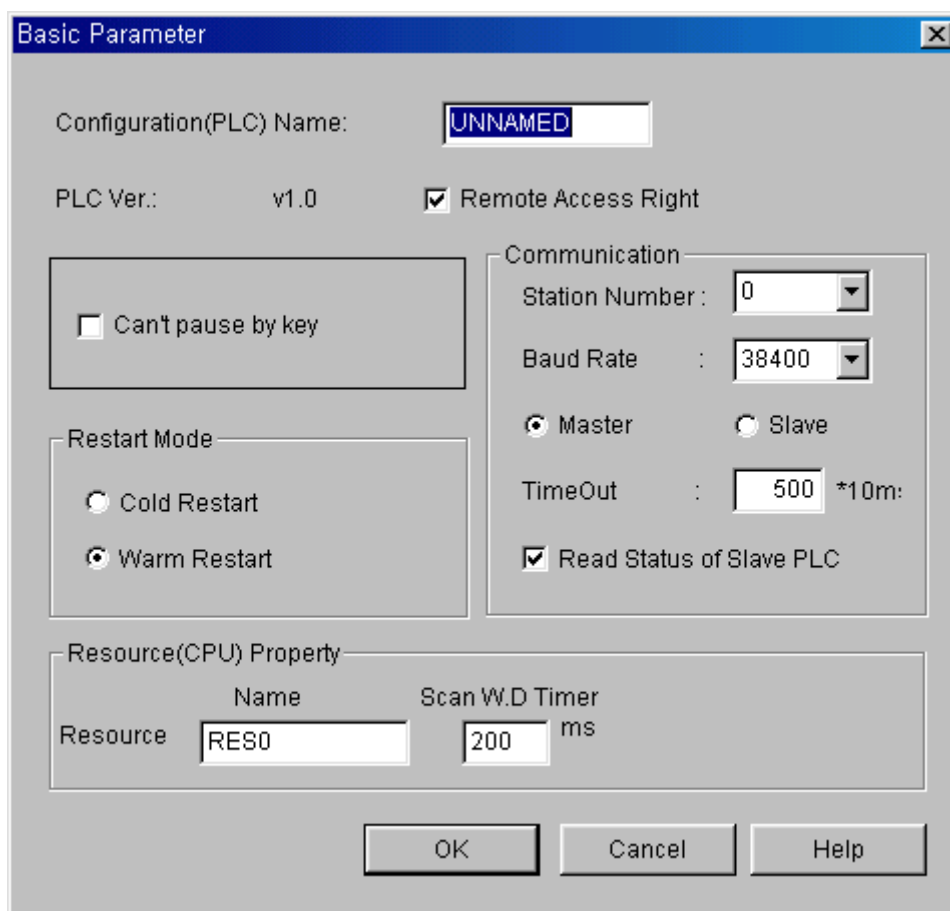 Basic Parameter
Configuration(PLC) Name: UNNAMED
PLC Ver.: v1.0 Remote Access Right
Can't pause by key
Communication
Station Number : 0
Baud Rate : 38400
Master Slave
TimeOut : 500 *10ms
Read Status of Slave PLC
Restart Mode
Cold Restart
Warm Restart
Resource(CPU) Property
Name Scan W.D Timer
Resource RES0 200 ms
OK Cancel Help